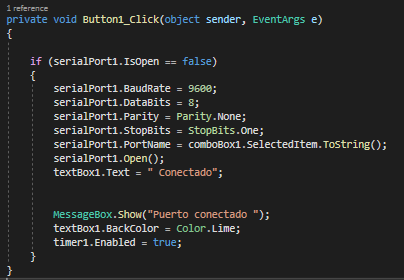 1 reference
private void Button1_Click(object sender, EventArgs e)
{
if (serialPort1.IsOpen == false)
{
serialPort1.BaudRate = 9600;
serialPort1.DataBits = 8;
serialPort1.Parity = Parity.None;
serialPort1.StopBits = StopBits.One;
serialPort1.PortName = comboBox1.SelectedItem.ToString();
serialPort1.Open();
textBox1.Text = " Conectado";
MessageBox.Show("Puerto conectado ");
textBox1.BackColor = Color.Lime;
timer1.Enabled = true;
}
}